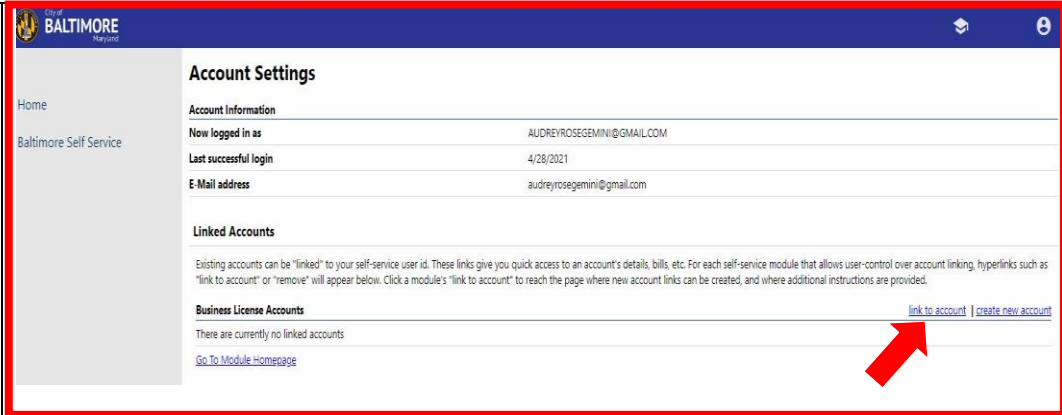 City of
BALTIMORE
Maryland
Account Settings
Home
Account Information
Now logged in as AUDREYROSEGEMINI@GMAIL.COM
Baltimore Self Service
Last successful login 4/28/2021
E-Mail address audreyrosegemini@gmail.com
Linked Accounts
Existing accounts can be "linked" to your self-service user id. These links give you quick access to an account's details, bills, etc. For each self-service module that allows user-control over account linking, hyperlinks such as
"link to account" or "remove" will appear below. Click a module's "link to account" to reach the page where new account links can be created, and where additional instructions are provided.
Business License Accounts link to account | create new account
There are currently no linked accounts
Go To Module Homepage